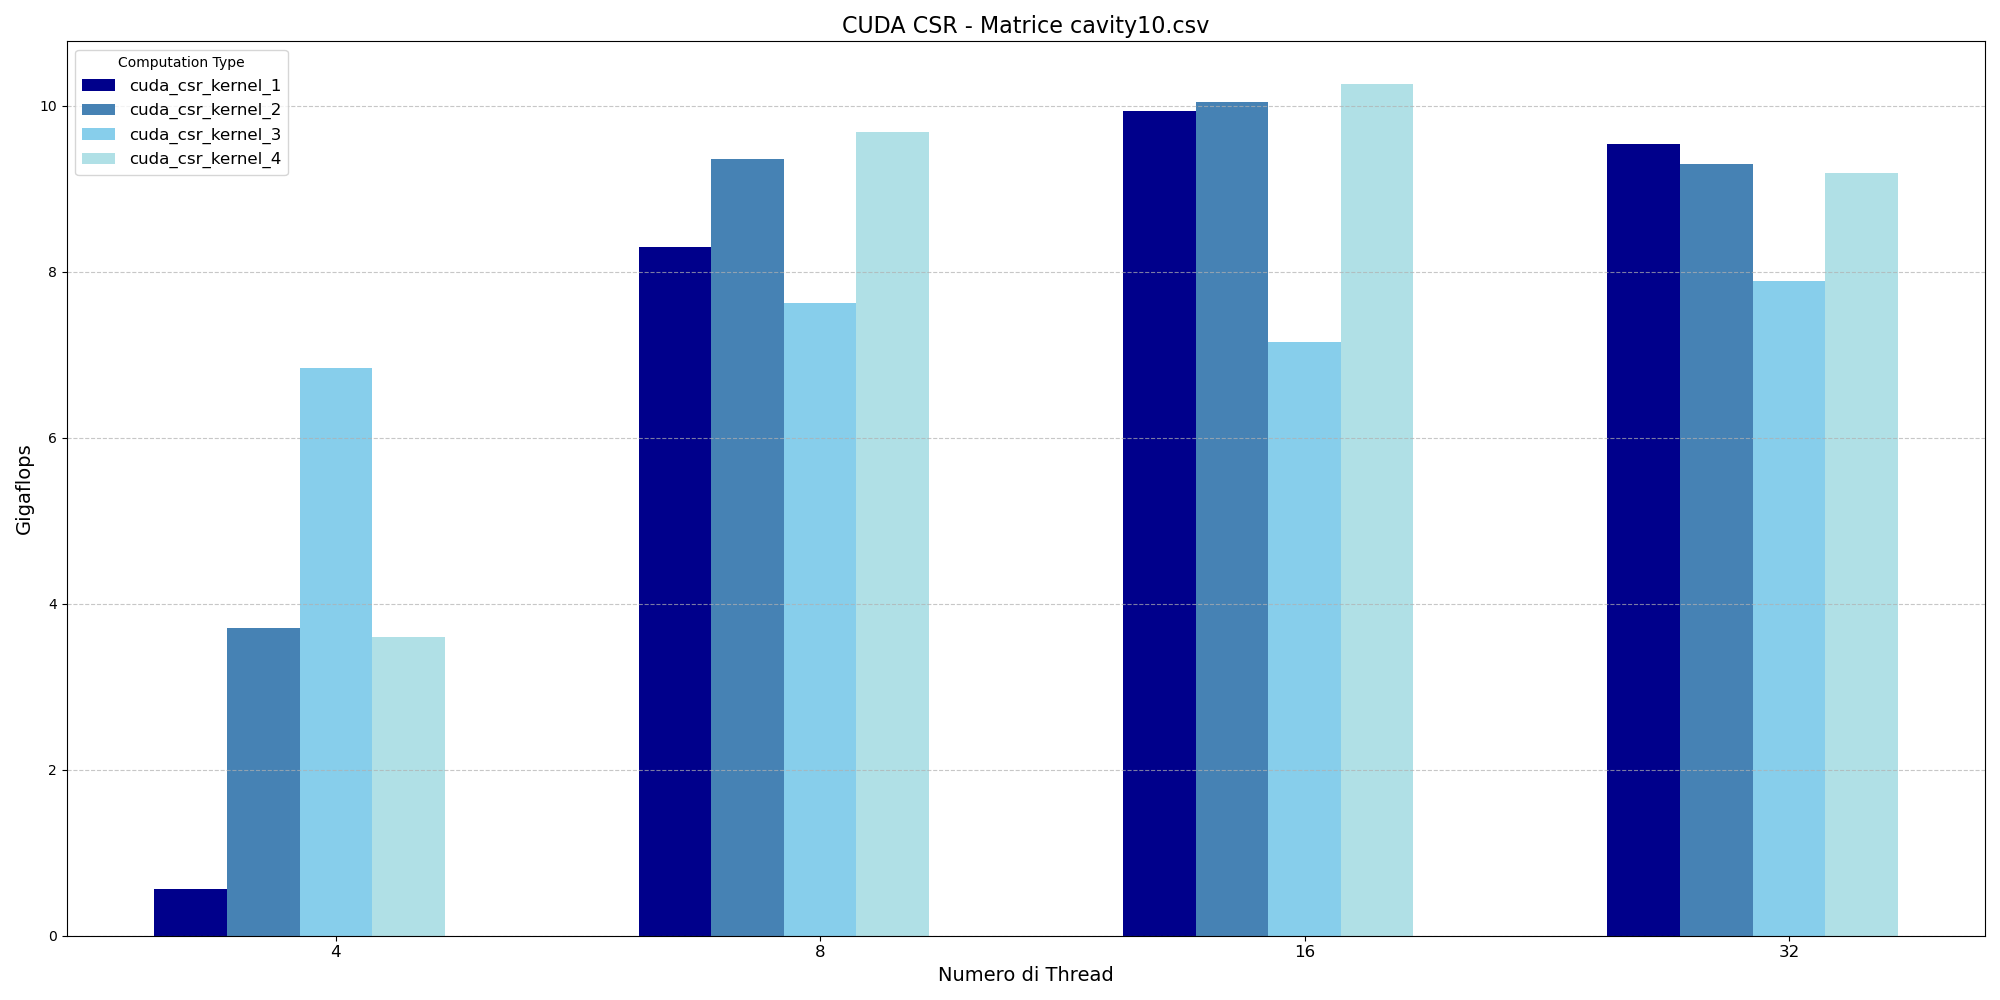 CUDA CSR - Matrice cavity10.csv
Computation Type
cuda_csr_kernel_1
cuda_csr_kernel_2
cuda_csr_kernel_3
cuda_csr_kernel_4
Gigaflops
10
8
6
4
2
0
4 8 16 32
Numero di Thread